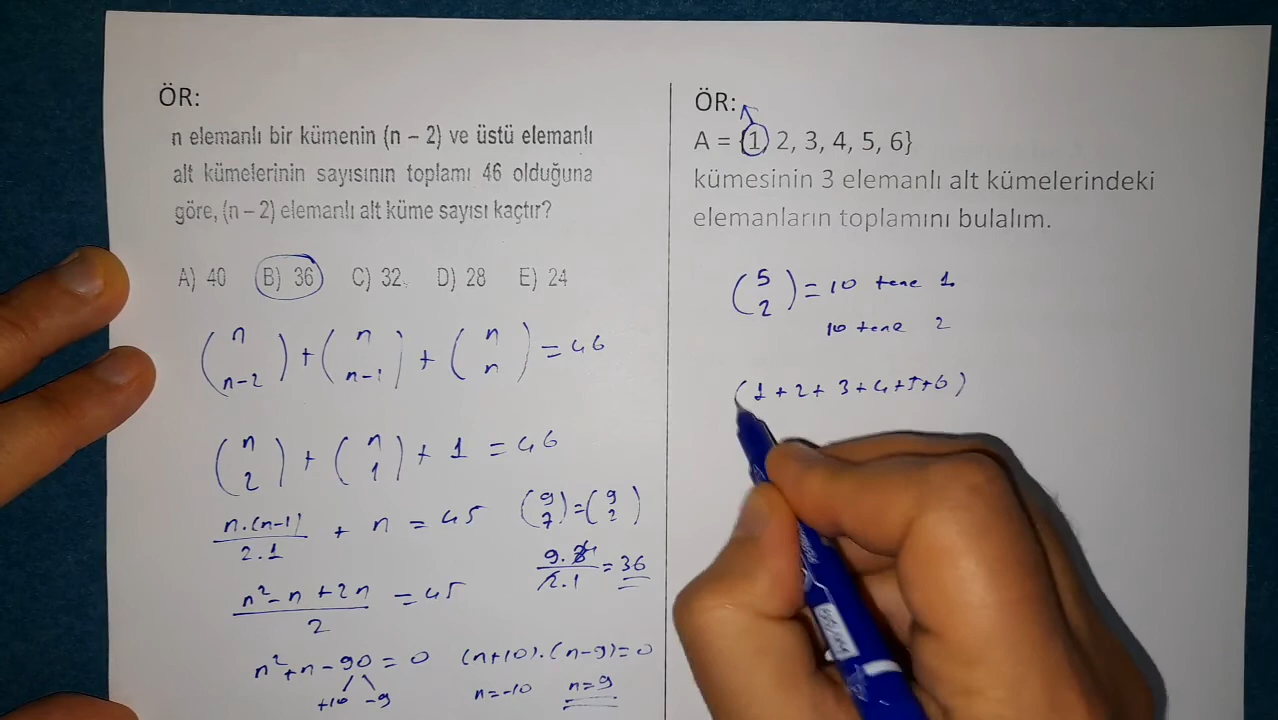 ÖR:
n elemanlı bir kümenin (n – 2) ve üstü elemanlı
alt kümelerinin sayısının toplamı 46 olduğuna
göre, (n – 2) elemanlı alt küme sayısı kaçtır?
A) 40 B) 36 C) 32 D) 28 E) 24
(n n-2) + (n n-1) + (n n) = 46
(n 2) + (n 1) + 1 = 46
n.(n-1)/2.1 + n = 45
(9 7) = (9 2)
9.8/2.1 = 36
n²-n+2n/2 = 45
n²+n-90=0 (n+10).(n-9)=0
+10 -9 n=-10 n=9
ÖR:
A = {1, 2, 3, 4, 5, 6}
kümesinin 3 elemanlı alt kümelerindeki
elemanların toplamını bulalım.
(5 2) = 10 tane 1
10 tane 2
(1+2+3+4+5+6)